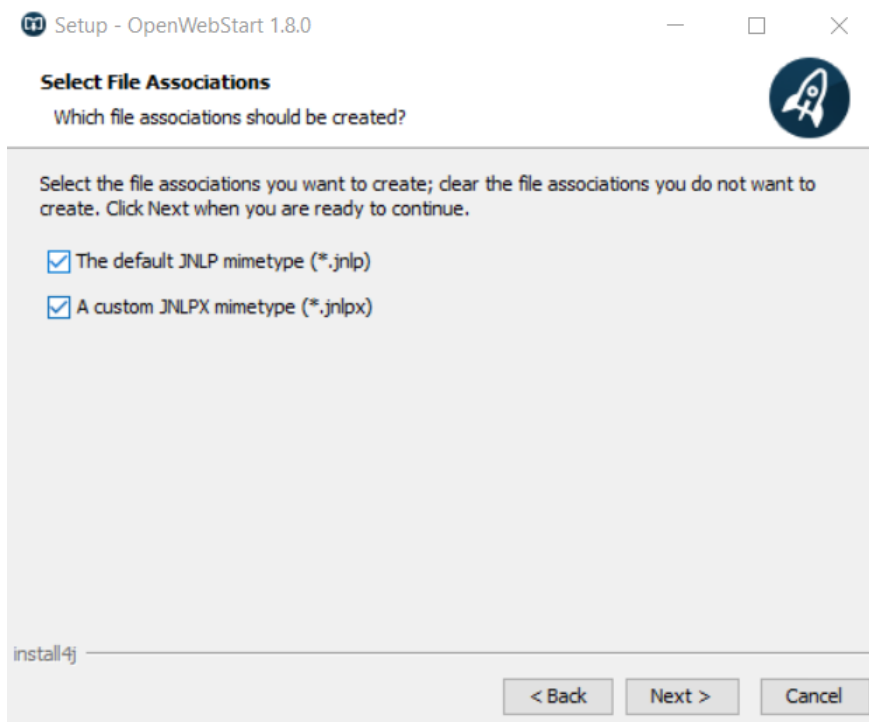 Setup - OpenWebStart 1.8.0
Select File Associations
Which file associations should be created?
Select the file associations you want to create; clear the file associations you do not want to
create. Click Next when you are ready to continue.
The default JNLP mimetype (*.jnlp)
A custom JNLPX mimetype (*.jnlpx)
install4j
< Back Next > Cancel